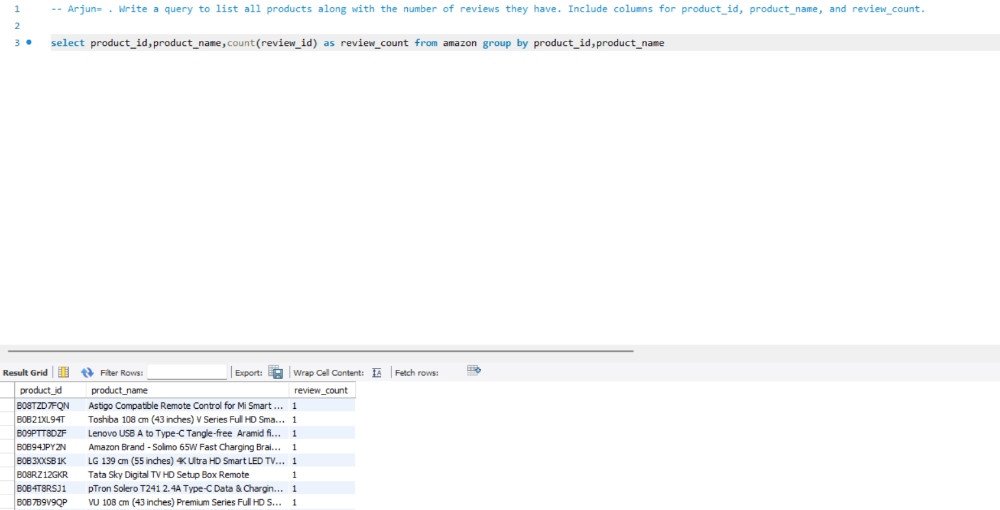 1 -- Arjun= . Write a query to list all products along with the number of reviews they have. Include columns for product_id, product_name, and review_count.
2
3 select product_id,product_name,count(review_id) as review_count from amazon group by product_id,product_name
Result Grid Filter Rows: Export: Wrap Cell Content: Fetch rows:
product_id product_name review_count
B08TZD7FQN Astigo Compatible Remote Control for Mi Smart ... 1
B0B21XL94T Toshiba 108 cm (43 inches) V Series Full HD Sma... 1
B09PTT8DZF Lenovo USB A to Type-C Tangle-free  Aramid fi... 1
B0B94JPY2N Amazon Brand - Solimo 65W Fast Charging Brai... 1
B0B3XXSB1K LG 139 cm (55 inches) 4K Ultra HD Smart LED TV... 1
B08RZ12GKR Tata Sky Digital TV HD Setup Box Remote 1
B0B4T8RSJ1 pTron Solero T241 2.4A Type-C Data & Chargin... 1
B0B7B9V9QP VU 108 cm (43 inches) Premium Series Full HD S... 1